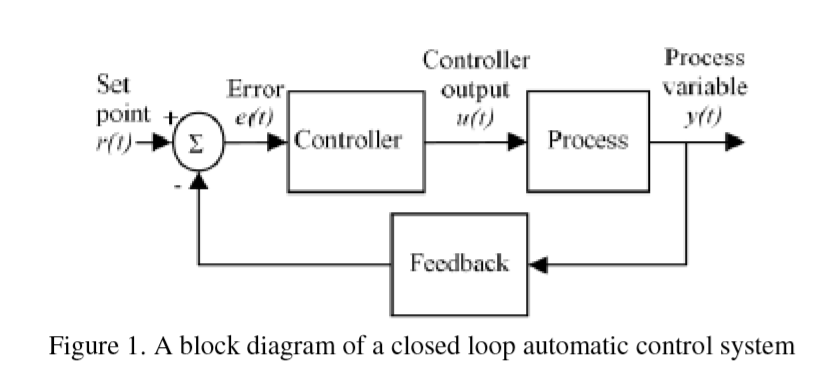 Set
point +
r(t)
Σ
-
Error
e(t)
Controller
Controller
output
u(t)
Process
Process
variable
y(t)
Feedback
Figure 1. A block diagram of a closed loop automatic control system